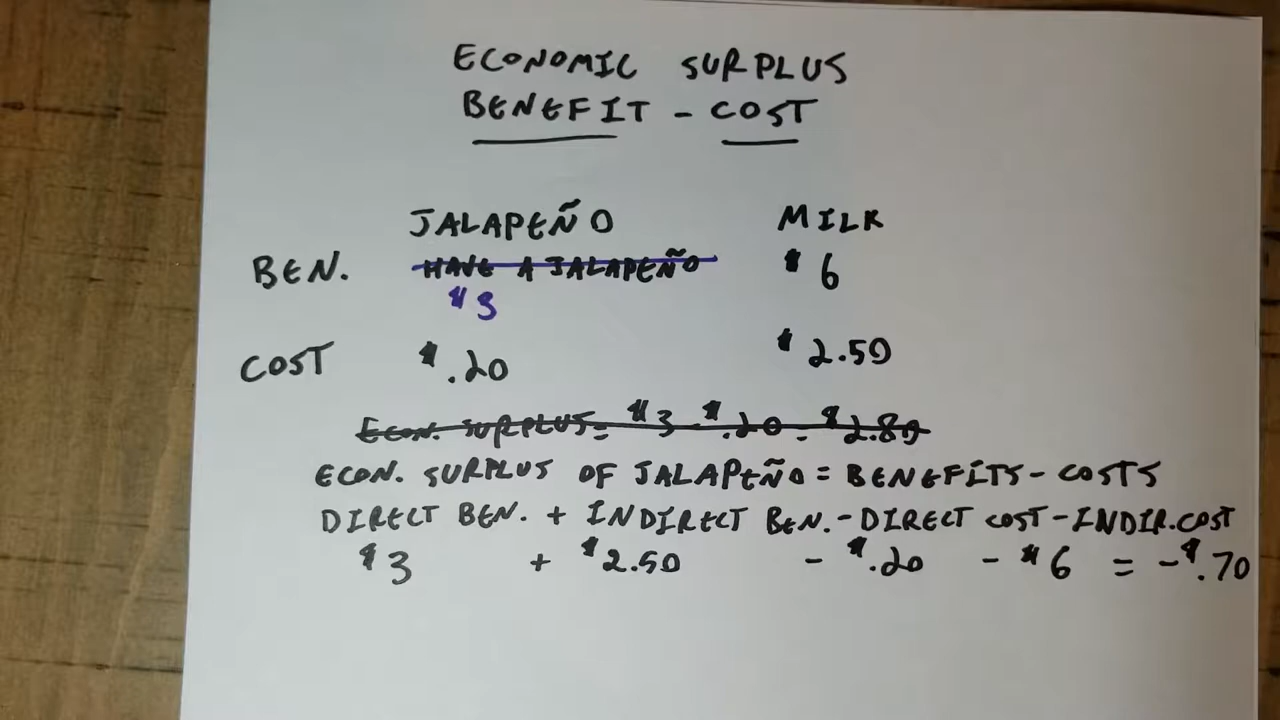 ECONOMIC SURPLUS
BENEFIT - COST
JALAPEÑO MILK
BEN. HAVE A JALAPEÑO $6
$3
COST $.20 $2.50
ECON. SURPLUS = $3 - $.20 = $2.80
ECON. SURPLUS OF JALAPEÑO = BENEFITS - COSTS
DIRECT BEN. + INDIRECT BEN. - DIRECT COST - INDIR. COST
$3 + $2.50 - $.20 - $6 = -$.70